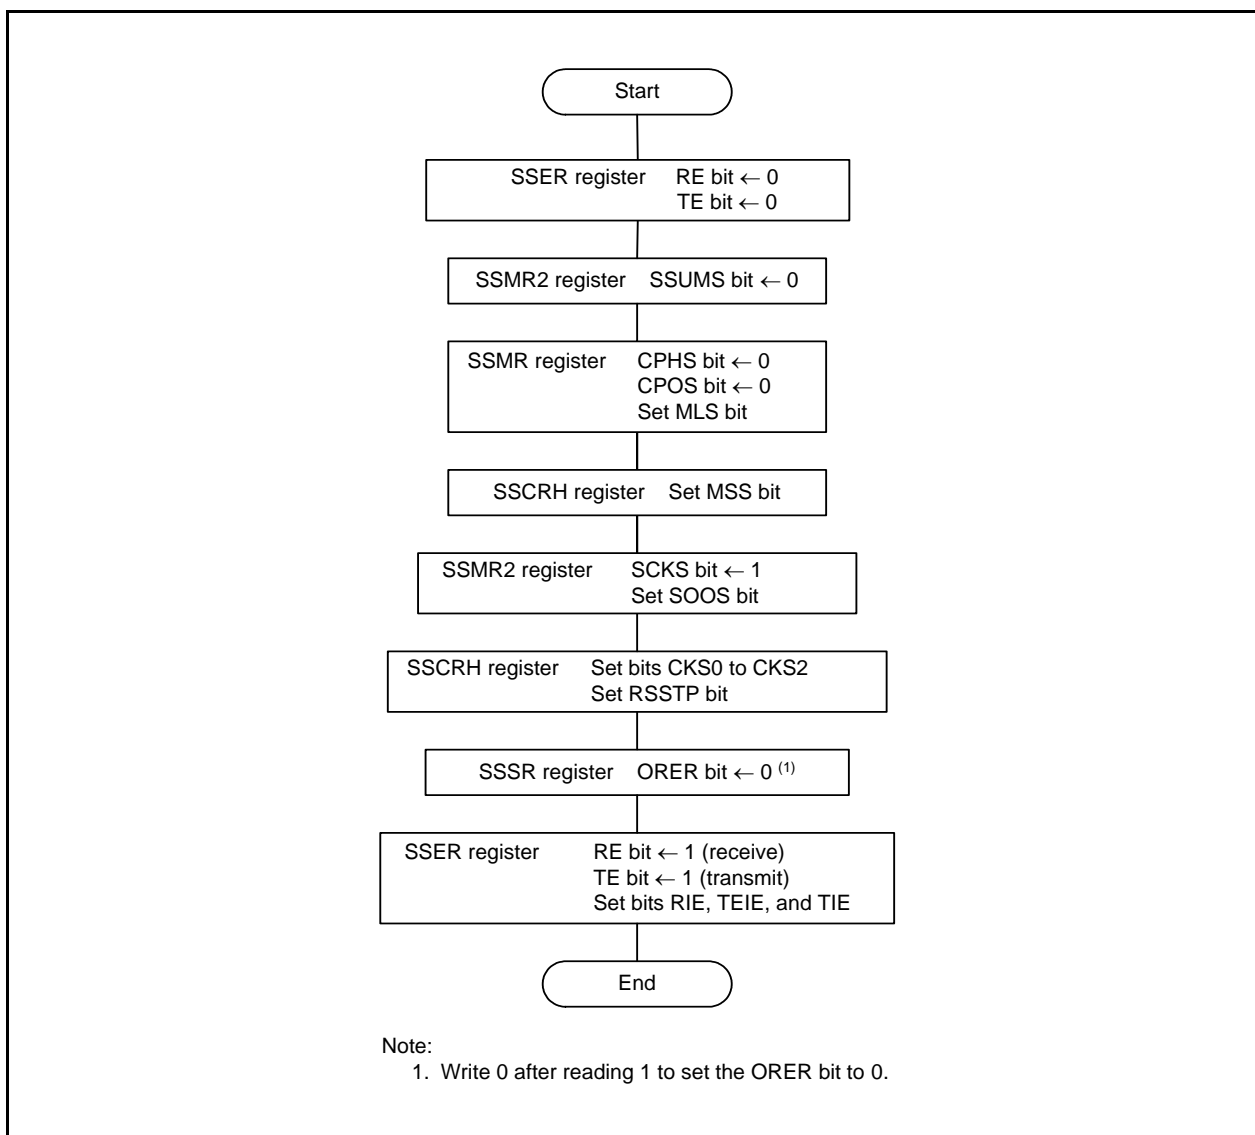 Start
SSER register RE bit ← 0
TE bit ← 0
SSMR2 register SSUMS bit ← 0
SSMR register CPHS bit ← 0
CPOS bit ← 0
Set MLS bit
SSCRH register Set MSS bit
SSMR2 register SCKS bit ← 1
Set SOOS bit
SSCRH register Set bits CKS0 to CKS2
Set RSSTP bit
SSSR register ORER bit ← 0 (1)
SSER register RE bit ← 1 (receive)
TE bit ← 1 (transmit)
Set bits RIE, TEIE, and TIE
End
Note:
1. Write 0 after reading 1 to set the ORER bit to 0.